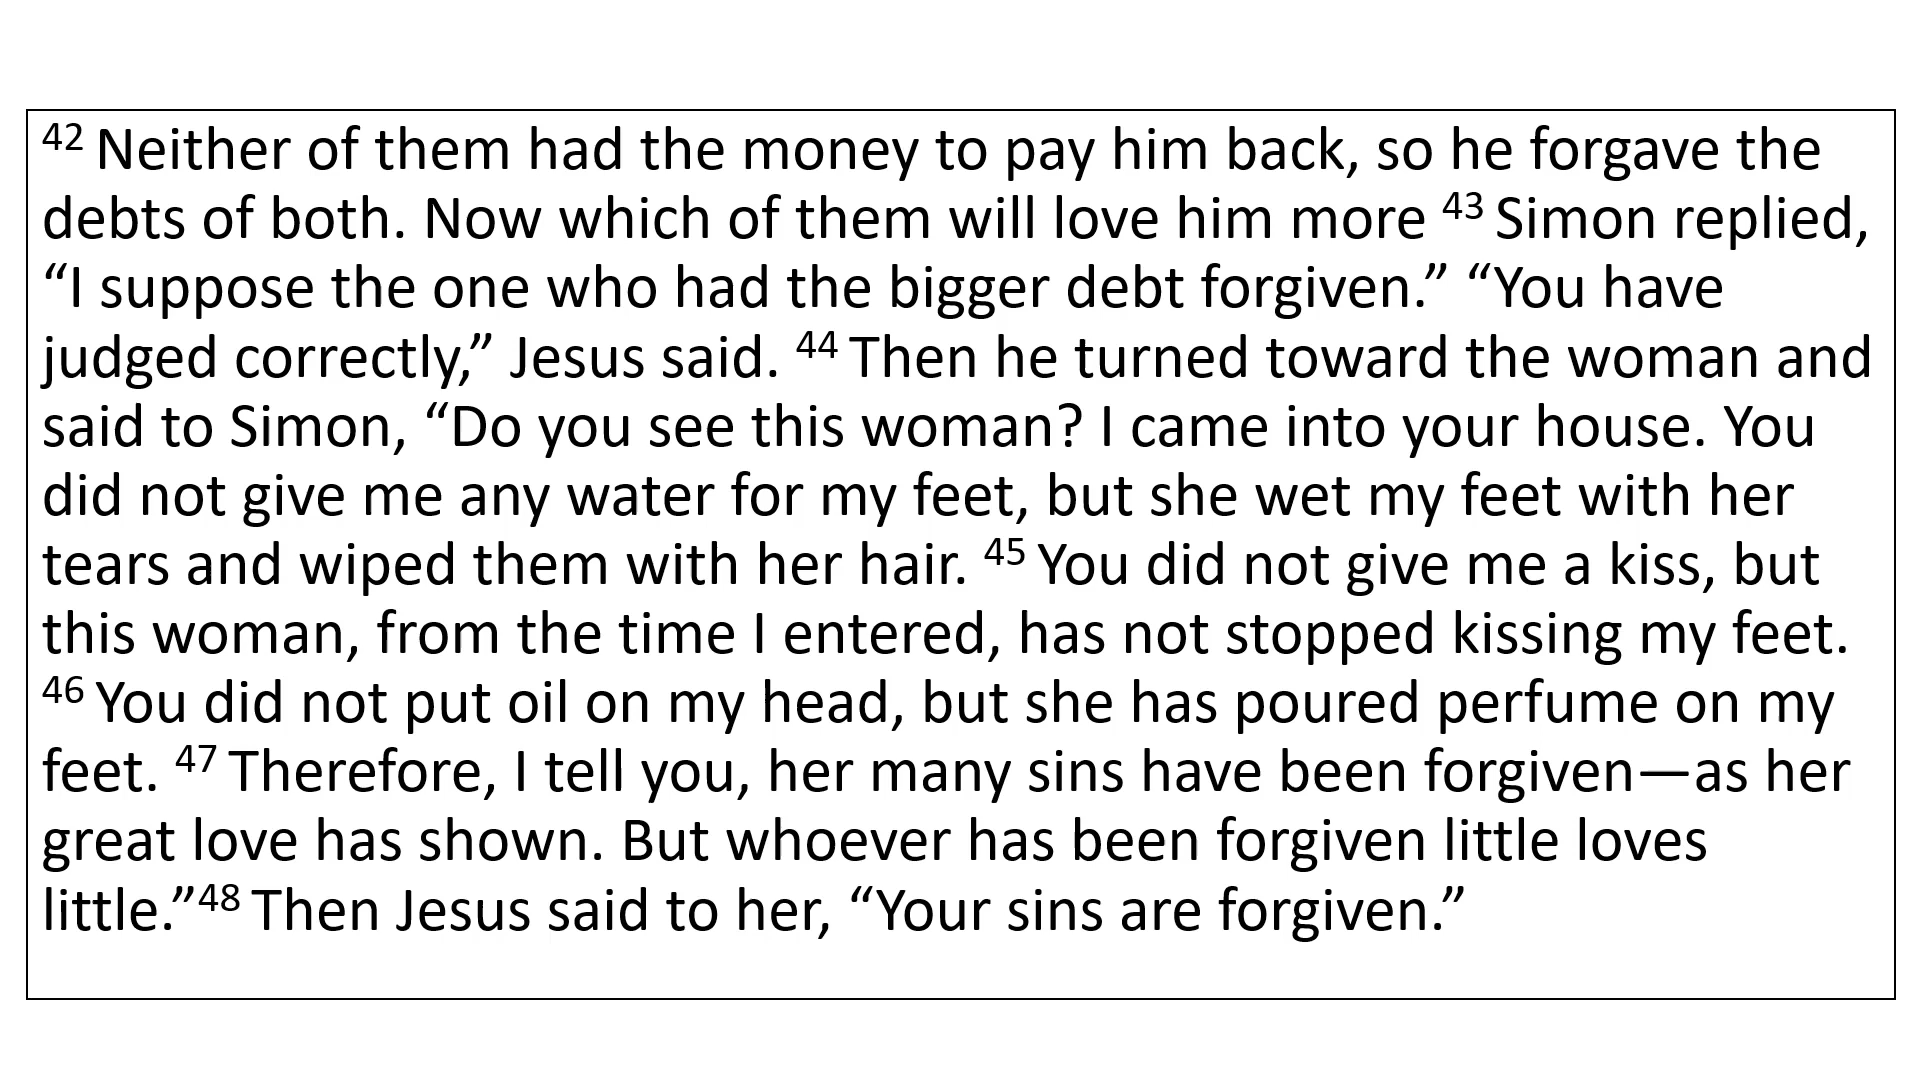 42 Neither of them had the money to pay him back, so he forgave the
debts of both. Now which of them will love him more 43 Simon replied,
“I suppose the one who had the bigger debt forgiven.” “You have
judged correctly,” Jesus said. 44 Then he turned toward the woman and
said to Simon, “Do you see this woman? I came into your house. You
did not give me any water for my feet, but she wet my feet with her
tears and wiped them with her hair. 45 You did not give me a kiss, but
this woman, from the time I entered, has not stopped kissing my feet.
46 You did not put oil on my head, but she has poured perfume on my
feet. 47 Therefore, I tell you, her many sins have been forgiven—as her
great love has shown. But whoever has been forgiven little loves
little.”48 Then Jesus said to her, “Your sins are forgiven.”